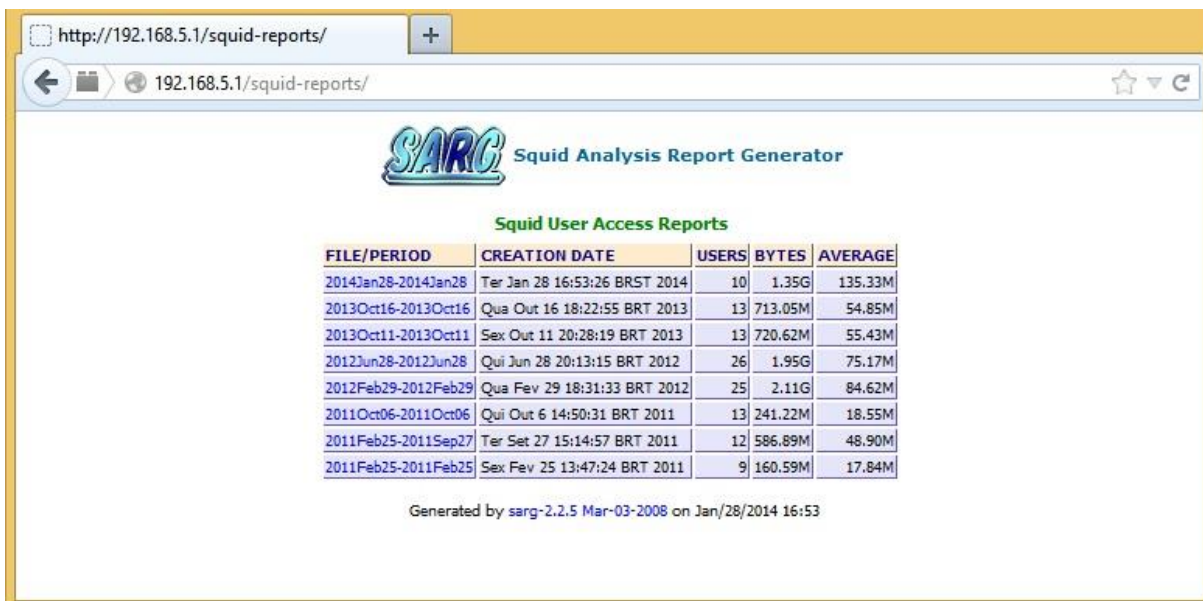 http://192.168.5.1/squid-reports/
192.168.5.1/squid-reports/
SARG Squid Analysis Report Generator
Squid User Access Reports
FILE/PERIOD CREATION DATE USERS BYTES AVERAGE
2014Jan28-2014Jan28 Ter Jan 28 16:53:26 BRST 2014 10 1.35G 135.33M
2013Oct16-2013Oct16 Qua Out 16 18:22:55 BRT 2013 13 713.05M 54.85M
2013Oct11-2013Oct11 Sex Out 11 20:28:19 BRT 2013 13 720.62M 55.43M
2012Jun28-2012Jun28 Qui Jun 28 20:13:15 BRT 2012 26 1.95G 75.17M
2012Feb29-2012Feb29 Qua Fev 29 18:31:33 BRT 2012 25 2.11G 84.62M
2011Oct06-2011Oct06 Qui Out 6 14:50:31 BRT 2011 13 241.22M 18.55M
2011Feb25-2011Sep27 Ter Set 27 15:14:57 BRT 2011 12 586.89M 48.90M
2011Feb25-2011Feb25 Sex Fev 25 13:47:24 BRT 2011 9 160.59M 17.84M
Generated by sarg-2.2.5 Mar-03-2008 on Jan/28/2014 16:53